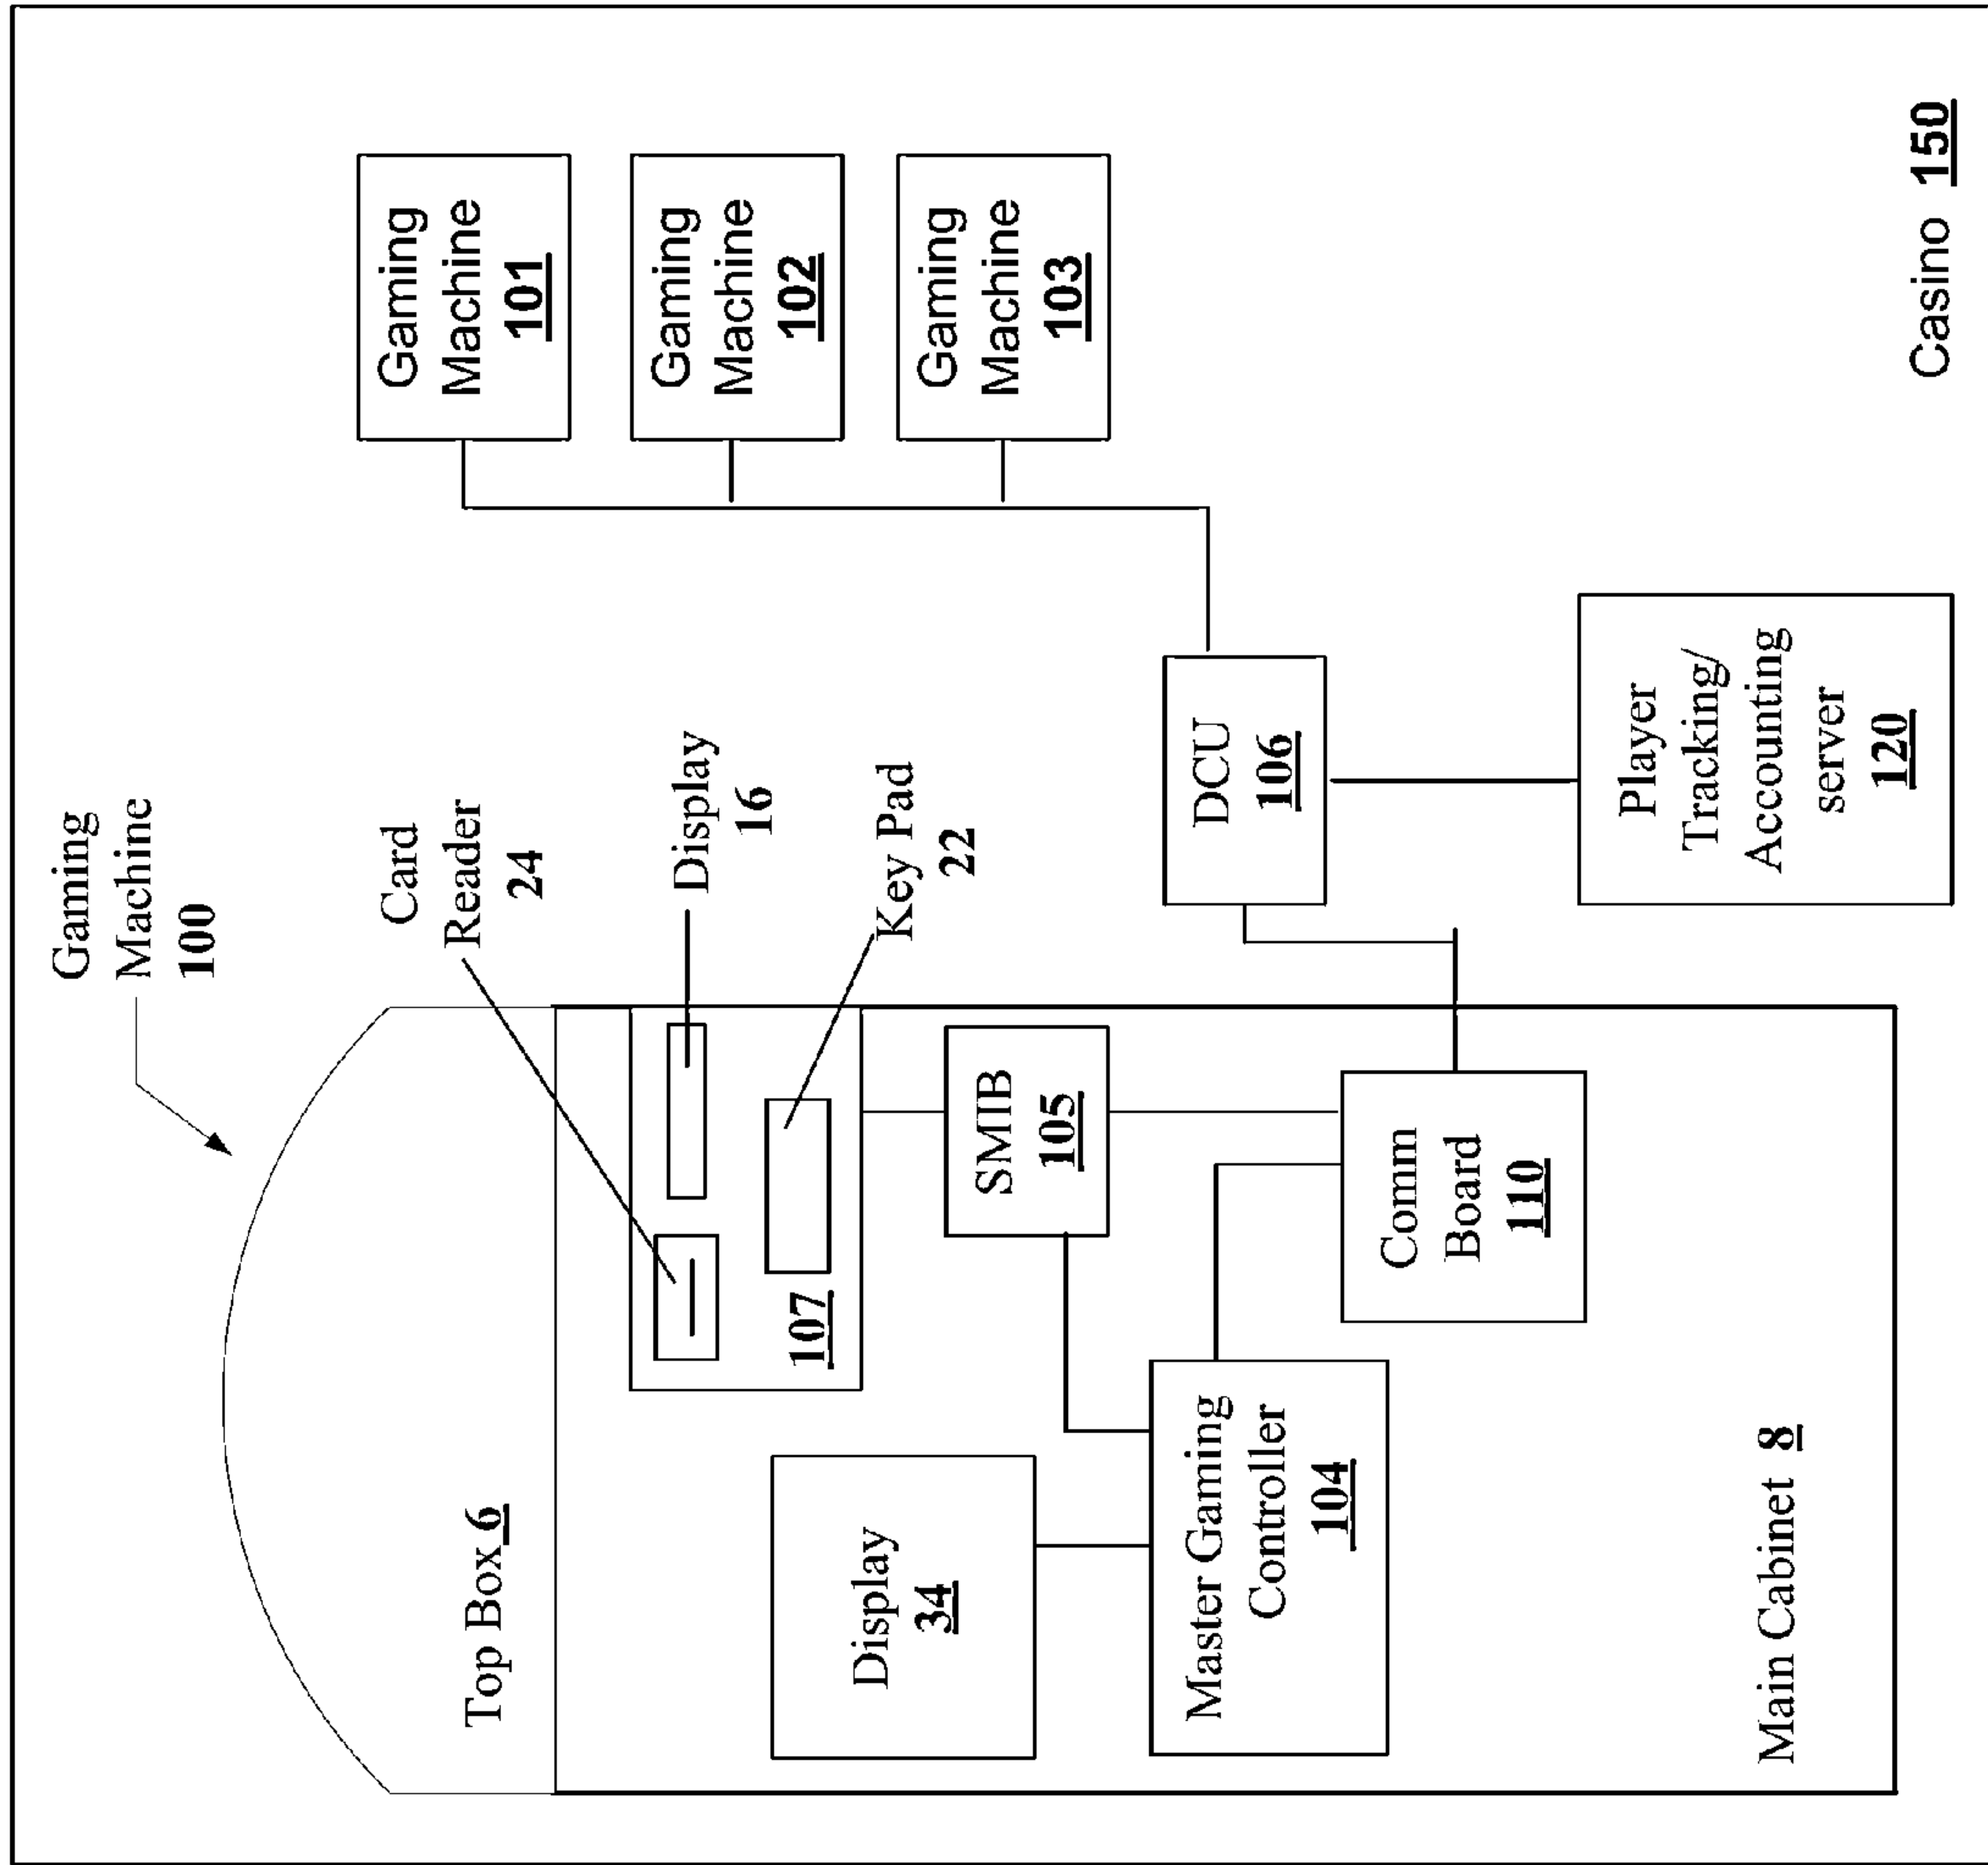 Gaming
Machine
100
Top Box 6
Card
Reader
24
Display
16
Key Pad
22
107
Display
34
SMIB
105
Master Gaming
Controller
104
Comm
Board
110
Main Cabinet 8
Gaming
Machine
101
Gaming
Machine
102
Gaming
Machine
103
DCU
106
Player
Tracking/
Accounting
server
120
Casino 150